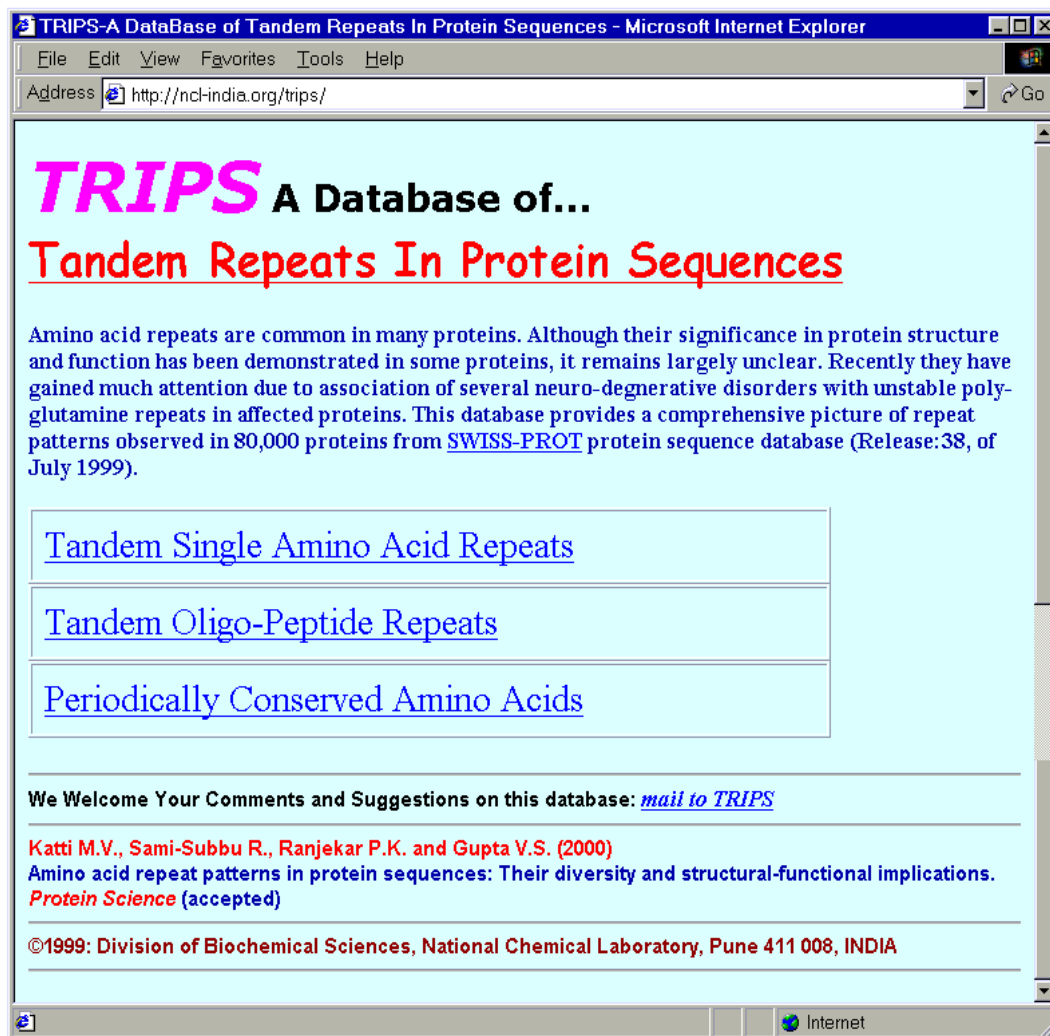 TRIPS-A DataBase of Tandem Repeats In Protein Sequences - Microsoft Internet Explorer
File Edit View Favorites Tools Help
Address http://ncl-india.org/trips/ Go
TRIPS A Database of...
Tandem Repeats In Protein Sequences
Amino acid repeats are common in many proteins. Although their significance in protein structure
and function has been demonstrated in some proteins, it remains largely unclear. Recently they have
gained much attention due to association of several neuro-degnerative disorders with unstable poly-
glutamine repeats in affected proteins. This database provides a comprehensive picture of repeat
patterns observed in 80,000 proteins from SWISS-PROT protein sequence database (Release:38, of
July 1999).
Tandem Single Amino Acid Repeats
Tandem Oligo-Peptide Repeats
Periodically Conserved Amino Acids
We Welcome Your Comments and Suggestions on this database: mail to TRIPS
Katti M.V., Sami-Subbu R., Ranjekar P.K. and Gupta V.S. (2000)
Amino acid repeat patterns in protein sequences: Their diversity and structural-functional implications.
Protein Science (accepted)
©1999: Division of Biochemical Sciences, National Chemical Laboratory, Pune 411 008, INDIA
Internet